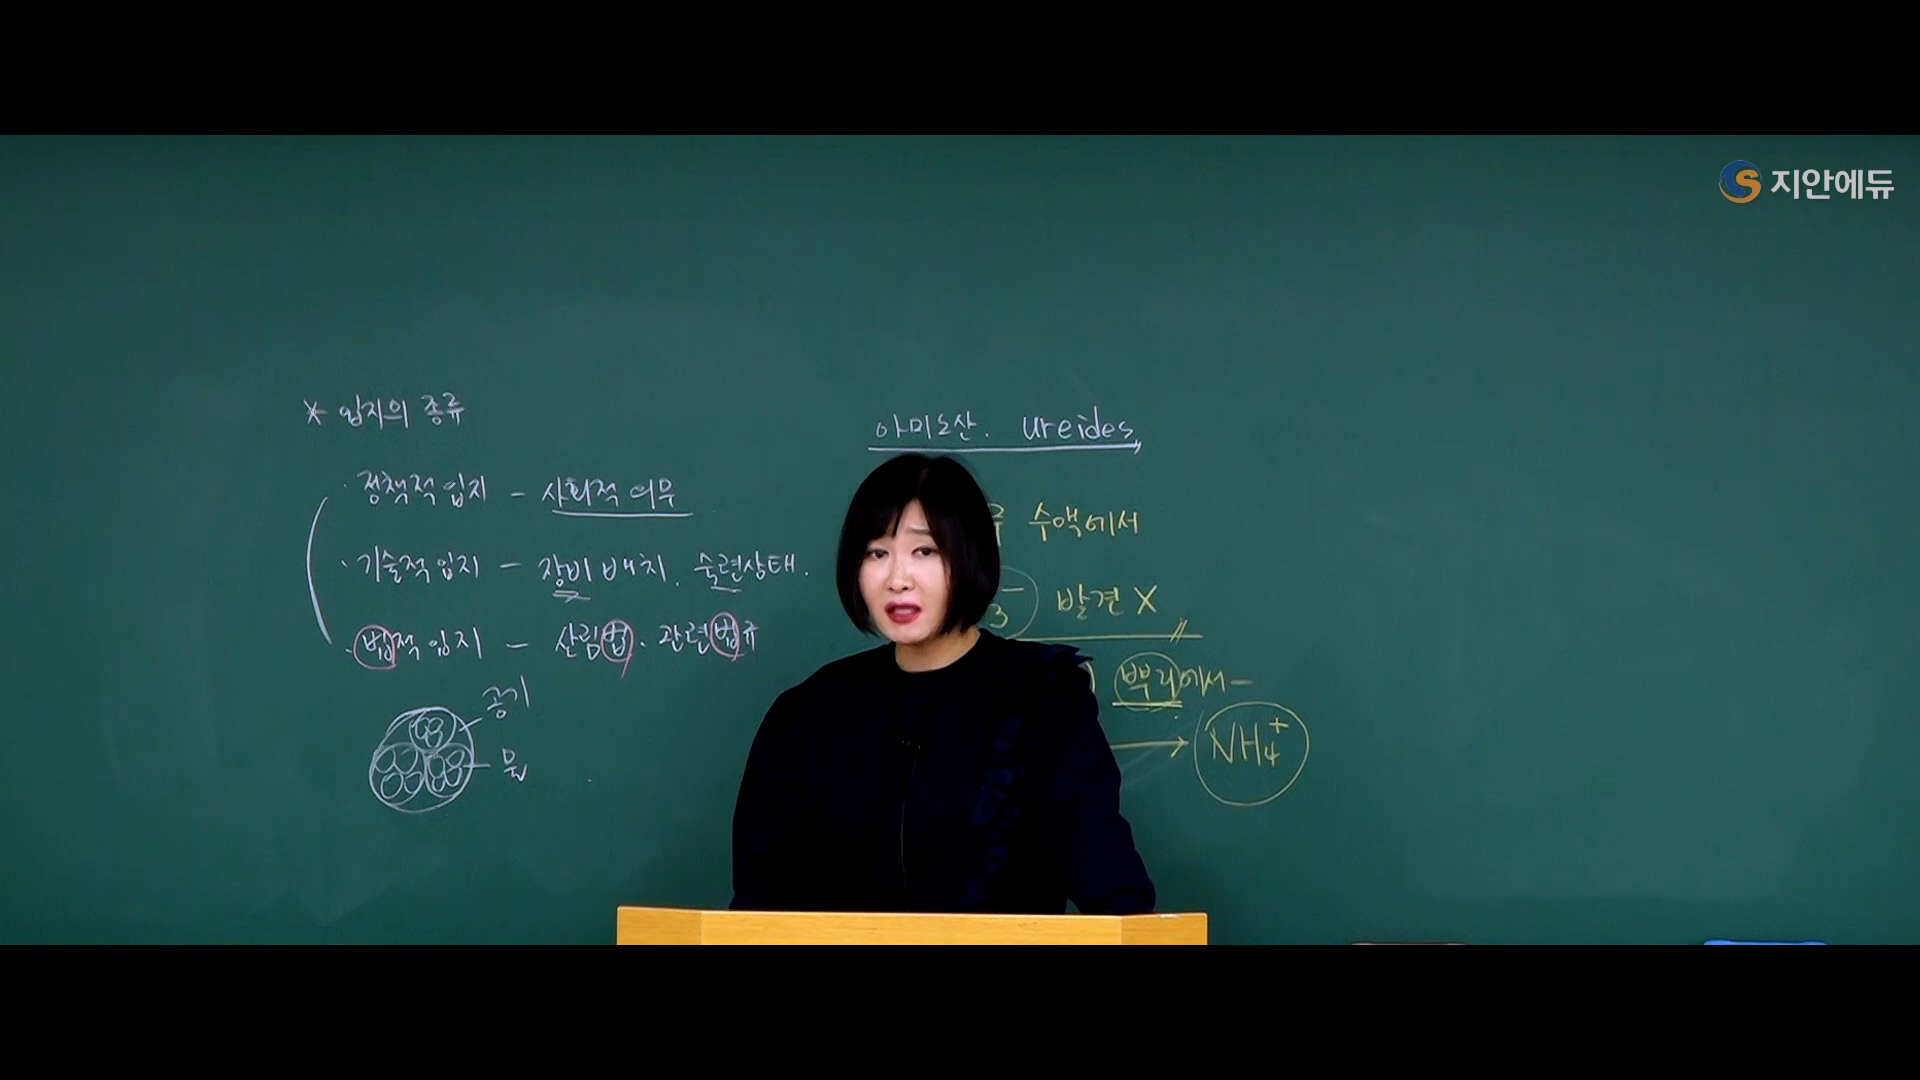 지안에듀
* 입지의 종류
· 정책적 입지 - 사회적 의무
· 기술적 입지 - 장비 배치. 숙련상태.
· 법적 입지 - 산림법. 관련법규
공기
물
아미노산. ureides,
수액에서
3⁻ 발견 X
뿌리에서 -
→ NH₄⁺